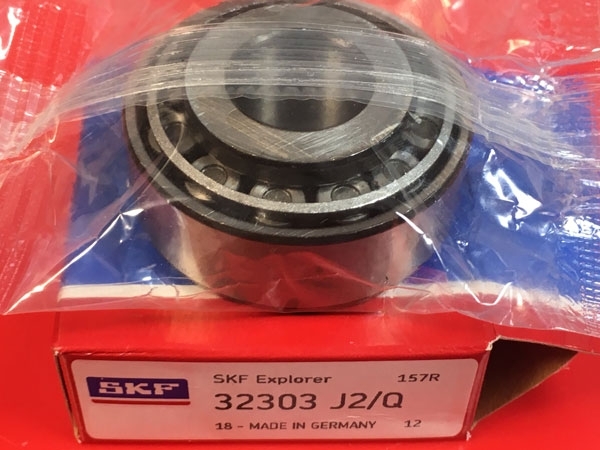 SKF
SKF Explorer 157R
32303 J2/Q
18 - MADE IN GERMANY 12